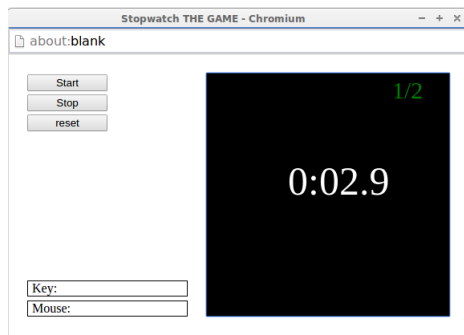 Stopwatch THE GAME - Chromium
about:blank
Start
Stop
reset
1/2
0:02.9
Key:
Mouse: